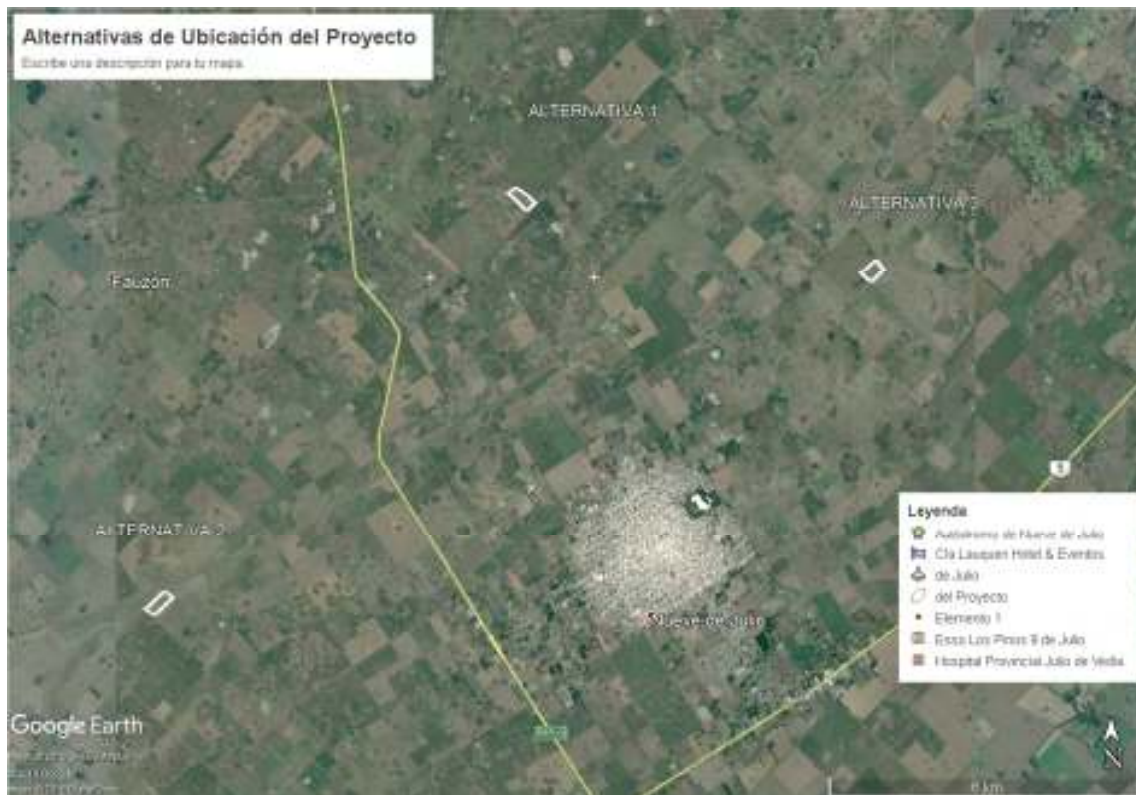 Alternativas de Ubicación del Proyecto
Escribe una descripción para tu mapa.
ALTERNATIVA 1
ALTERNATIVA 3
Fauzón
ALTERNATIVA 2
Nueve de Julio
5
Leyenda
Autódromo de Nueve de Julio
Cla Lauquen Hotel & Eventos
de Julio
del Proyecto
Elemento 1
Esso Los Pinos 9 de Julio
Hospital Provincial Julio de Vedia
Google Earth
N